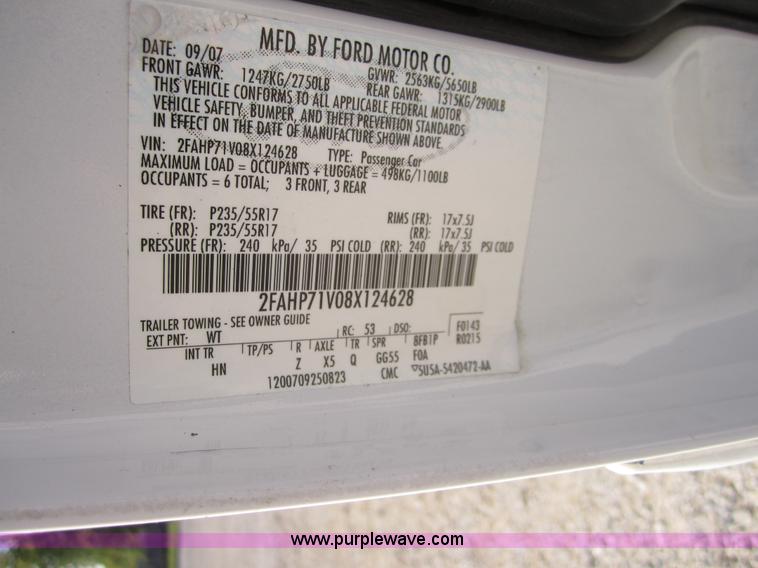 MFD. BY FORD MOTOR CO.
DATE: 09/07 GVWR: 2563KG/5650LB
FRONT GAWR: 1247KG/2750LB REAR GAWR: 1315KG/2900LB
THIS VEHICLE CONFORMS TO ALL APPLICABLE FEDERAL MOTOR
VEHICLE SAFETY, BUMPER, AND THEFT PREVENTION STANDARDS
IN EFFECT ON THE DATE OF MANUFACTURE SHOWN ABOVE.
VIN: 2FAHP71V08X124628 TYPE: Passenger Car
MAXIMUM LOAD = OCCUPANTS + LUGGAGE = 498KG/1100LB
OCCUPANTS = 6 TOTAL; 3 FRONT, 3 REAR
TIRE (FR): P235/55R17 RIMS (FR): 17x7.5J
(RR): P235/55R17 (RR): 17x7.5J
PRESSURE (FR): 240 kPa/ 35 PSI COLD (RR): 240 kPa/ 35 PSI COLD
2FAHP71V08X124628
TRAILER TOWING - SEE OWNER GUIDE
EXT PNT: WT RC: 53 DSO: F0143
R0215
INT TR TP/PS R AXLE TR SPR 8FB1P
HN Z X5 Q GG55 F0A
1200709250823 CMC 5U5A-5420472-AA
www.purplewave.com